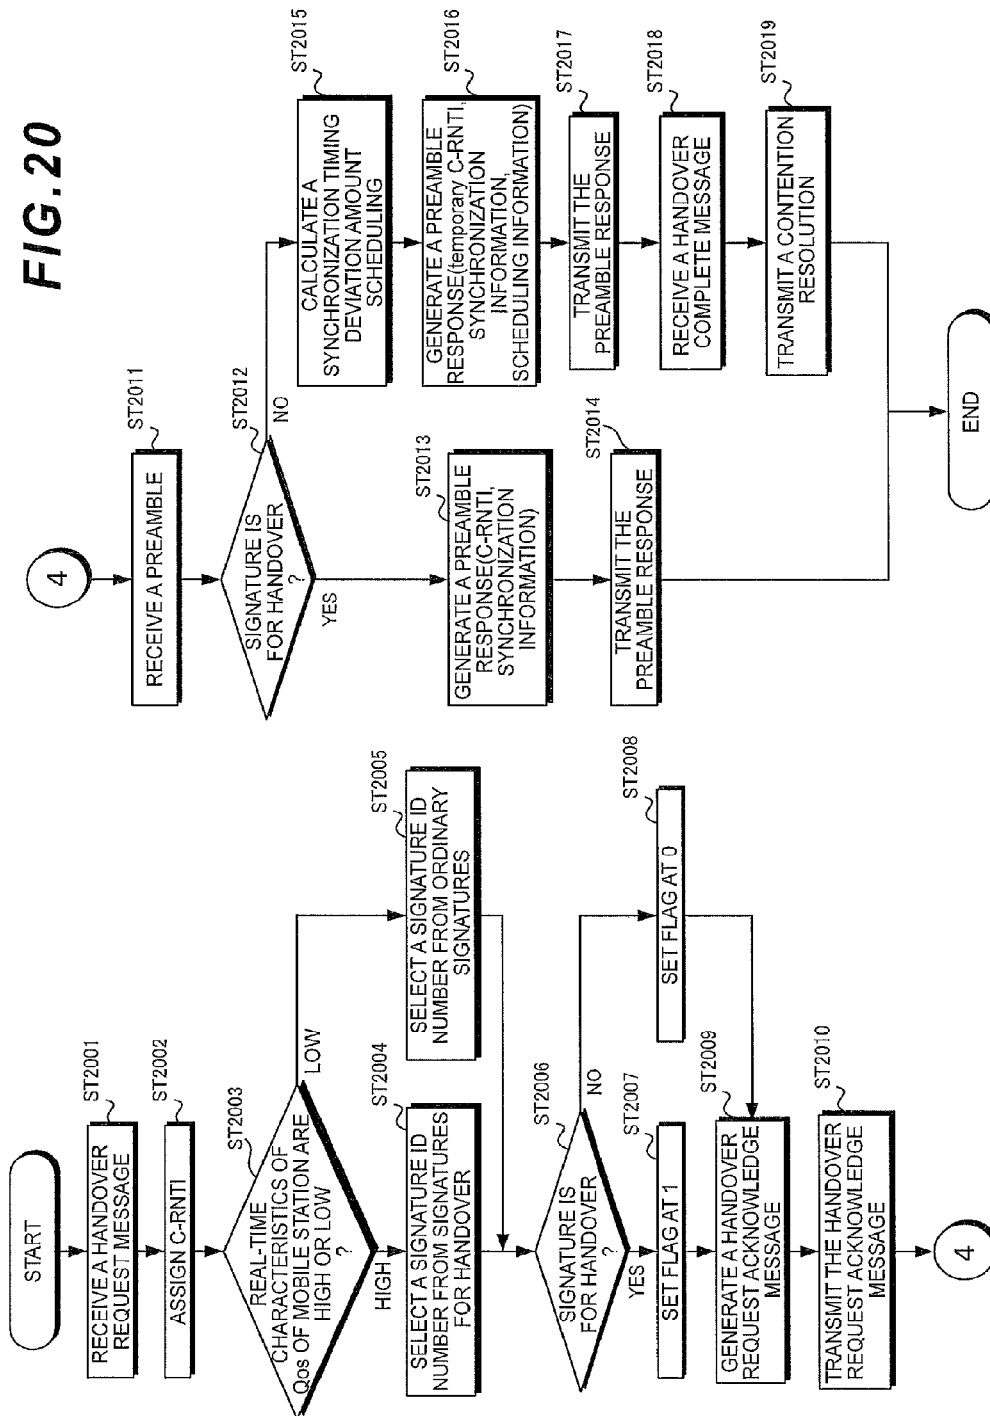 FIG.20
START
RECEIVE A HANDOVER
REQUEST MESSAGE
ST2001
ASSIGN C-RNTI
ST2002
REAL-TIME
CHARACTERISTICS OF
Qos OF MOBILE STATION ARE
HIGH OR LOW
?
ST2003
HIGH
LOW
SELECT A SIGNATURE ID
NUMBER FROM SIGNATURES
FOR HANDOVER
ST2004
SELECT A SIGNATURE ID
NUMBER FROM ORDINARY
SIGNATURES
ST2005
SIGNATURE IS
FOR HANDOVER
?
ST2006
YES
NO
SET FLAG AT 1
ST2007
SET FLAG AT 0
ST2008
GENERATE A HANDOVER
REQUEST ACKNOWLEDGE
MESSAGE
ST2009
TRANSMIT THE HANDOVER
REQUEST ACKNOWLEDGE
MESSAGE
ST2010
4
4
RECEIVE A PREAMBLE
ST2011
SIGNATURE IS
FOR HANDOVER
?
ST2012
YES
NO
GENERATE A PREAMBLE
RESPONSE(C-RNTI,
SYNCHRONIZATION
INFORMATION)
ST2013
TRANSMIT THE
PREAMBLE RESPONSE
ST2014
CALCULATE A
SYNCHRONIZATION TIMING
DEVIATION AMOUNT
SCHEDULING
ST2015
GENERATE A PREAMBLE
RESPONSE(temporary C-RNTI,
SYNCHRONIZATION
INFORMATION,
SCHEDULING INFORMATION)
ST2016
TRANSMIT THE
PREAMBLE RESPONSE
ST2017
RECEIVE A HANDOVER
COMPLETE MESSAGE
ST2018
TRANSMIT A CONTENTION
RESOLUTION
ST2019
END